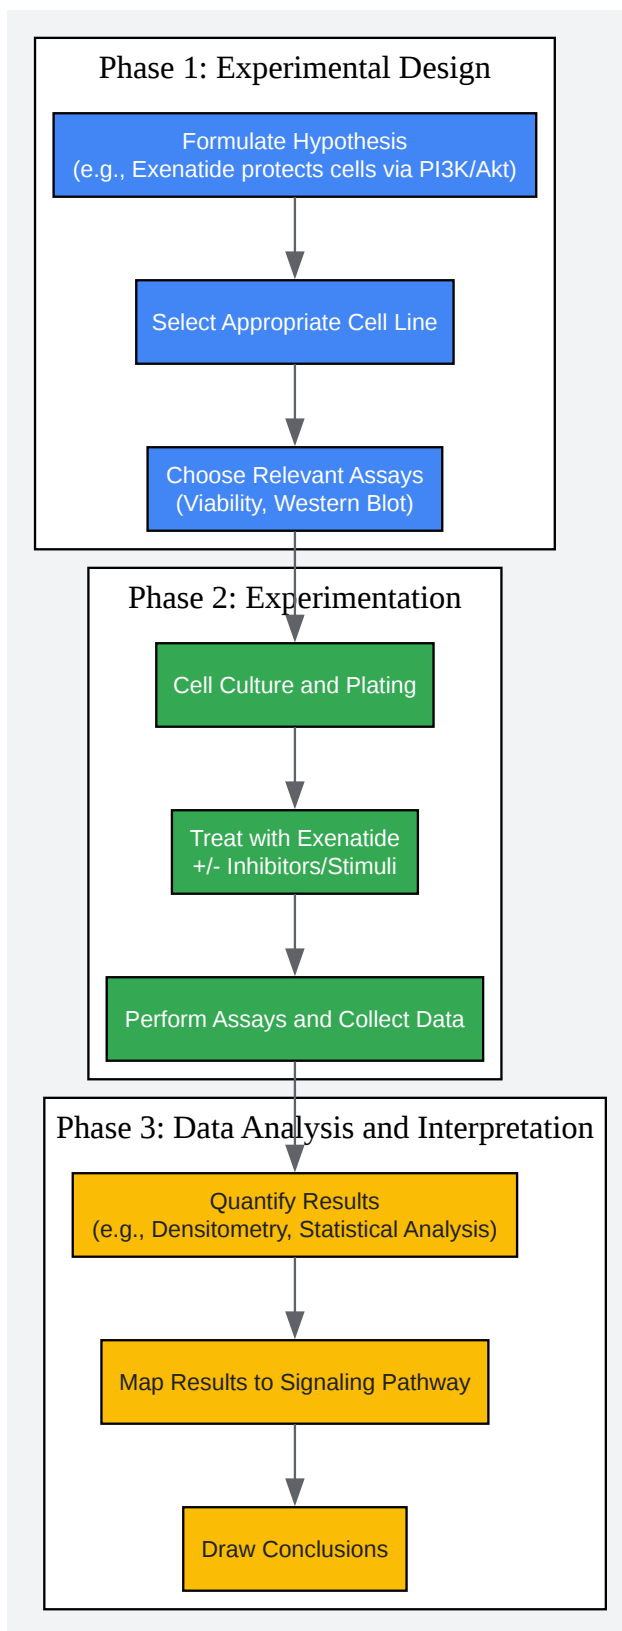 Phase 1: Experimental Design
Formulate Hypothesis
(e.g., Exenatide protects cells via PI3K/Akt)
Select Appropriate Cell Line
Choose Relevant Assays
(Viability, Western Blot)
Phase 2: Experimentation
Cell Culture and Plating
Treat with Exenatide
+/- Inhibitors/Stimuli
Perform Assays and Collect Data
Phase 3: Data Analysis and Interpretation
Quantify Results
(e.g., Densitometry, Statistical Analysis)
Map Results to Signaling Pathway
Draw Conclusions